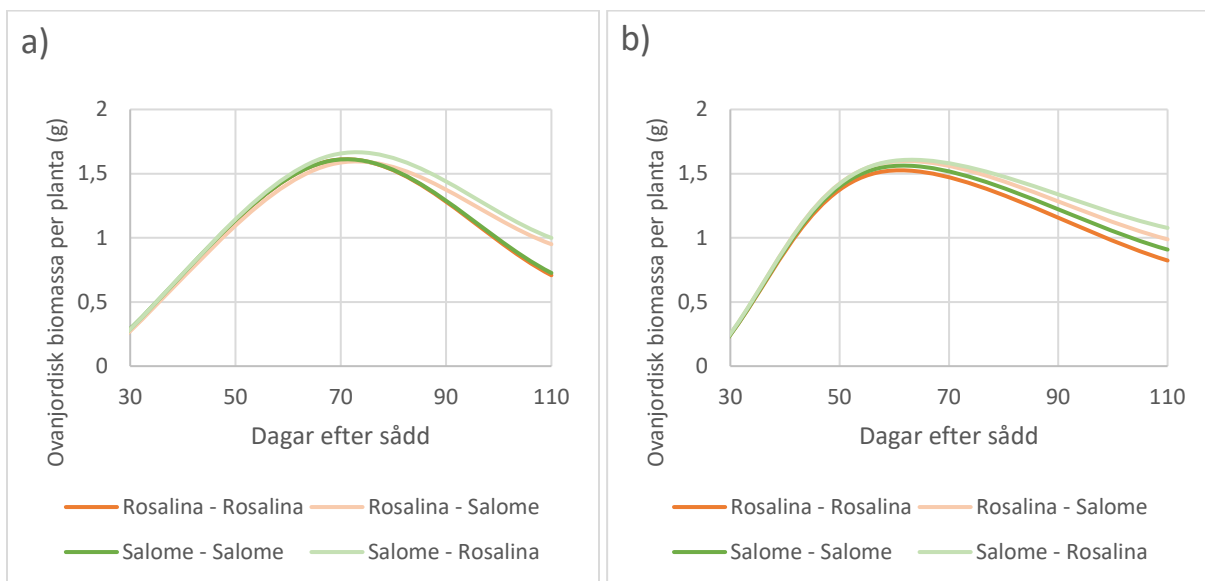 a)
Ovanjordisk biomassa per planta (g)
2
1,5
1
0,5
0
30 50 70 90 110
Dagar efter sådd
Rosalina - Rosalina Rosalina - Salome
Salome - Salome Salome - Rosalina
b)
Ovanjordisk biomassa per planta (g)
2
1,5
1
0,5
0
30 50 70 90 110
Dagar efter sådd
Rosalina - Rosalina Rosalina - Salome
Salome - Salome Salome - Rosalina